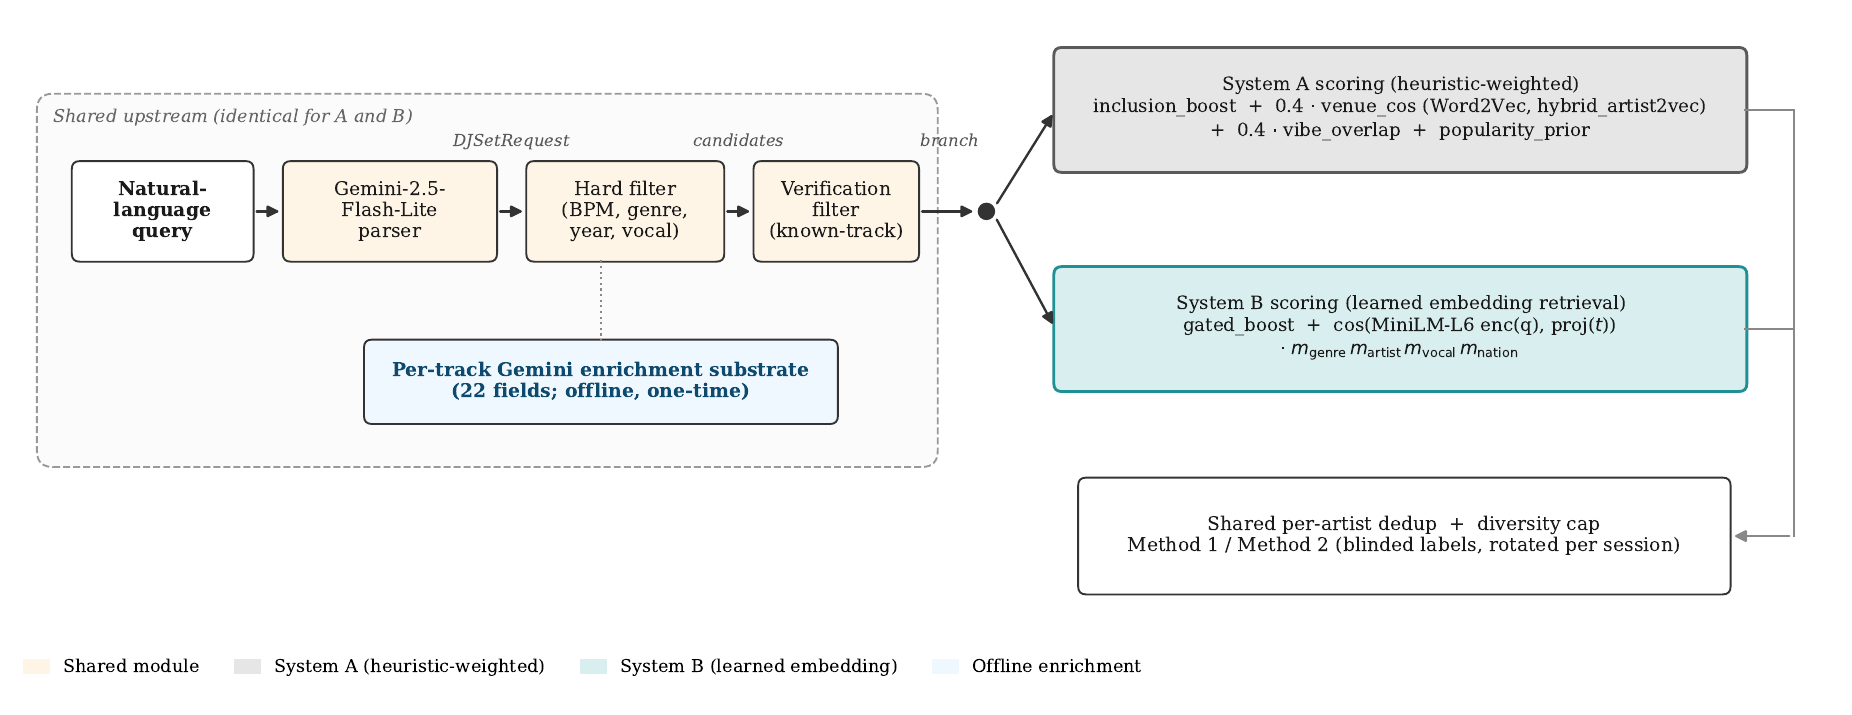 Shared upstream (identical for A and B)
DJSetRequest
candidates
branch
Natural-
language
query
Gemini-2.5-
Flash-Lite
parser
Hard filter
(BPM, genre,
year, vocal)
Verification
filter
(known-track)
Per-track Gemini enrichment substrate
(22 fields; offline, one-time)
System A scoring (heuristic-weighted)
inclusion_boost + 0.4 · venue_cos (Word2Vec, hybrid_artist2vec)
+ 0.4 · vibe_overlap + popularity_prior
System B scoring (learned embedding retrieval)
gated_boost + cos(MiniLM-L6 enc(q), proj(t))
· m_genre m_artist m_vocal m_nation
Shared per-artist dedup + diversity cap
Method 1 / Method 2 (blinded labels, rotated per session)
Shared module
System A (heuristic-weighted)
System B (learned embedding)
Offline enrichment